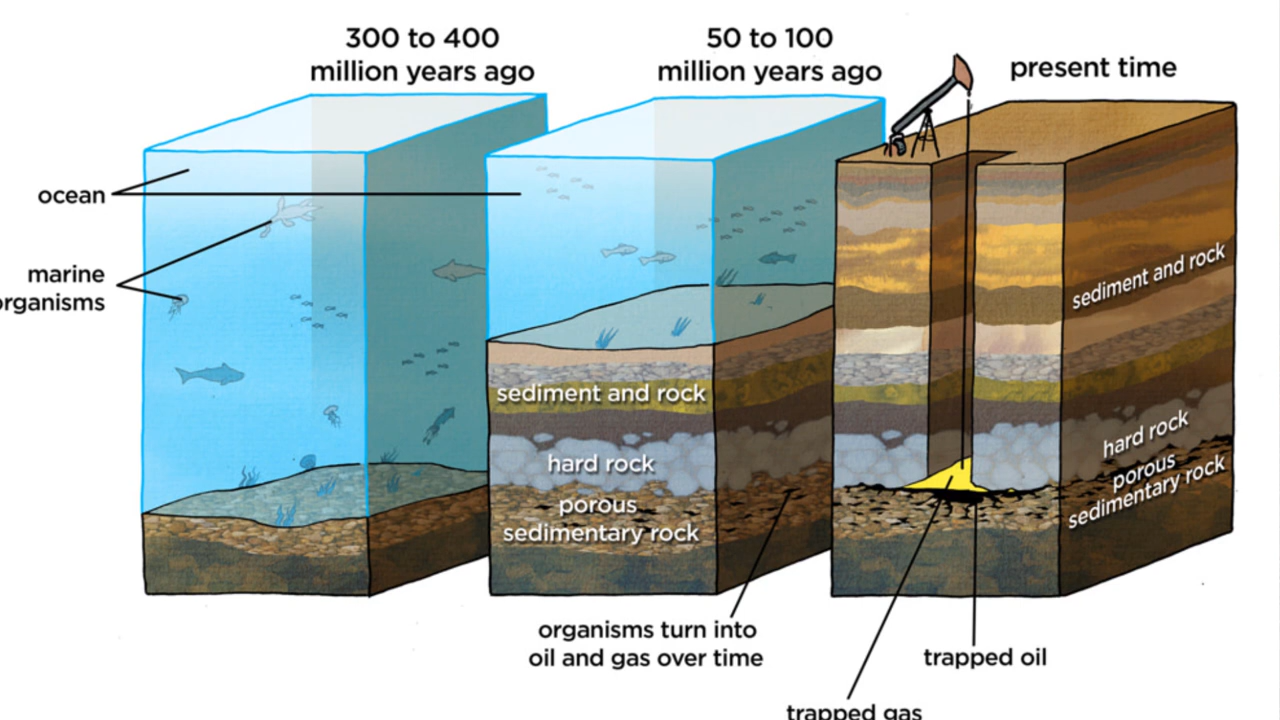 300 to 400
million years ago
50 to 100
million years ago
present time
ocean
marine
organisms
sediment and rock
hard rock
porous
sedimentary rock
sediment and rock
hard rock
porous
sedimentary rock
organisms turn into
oil and gas over time
trapped oil
trapped gas